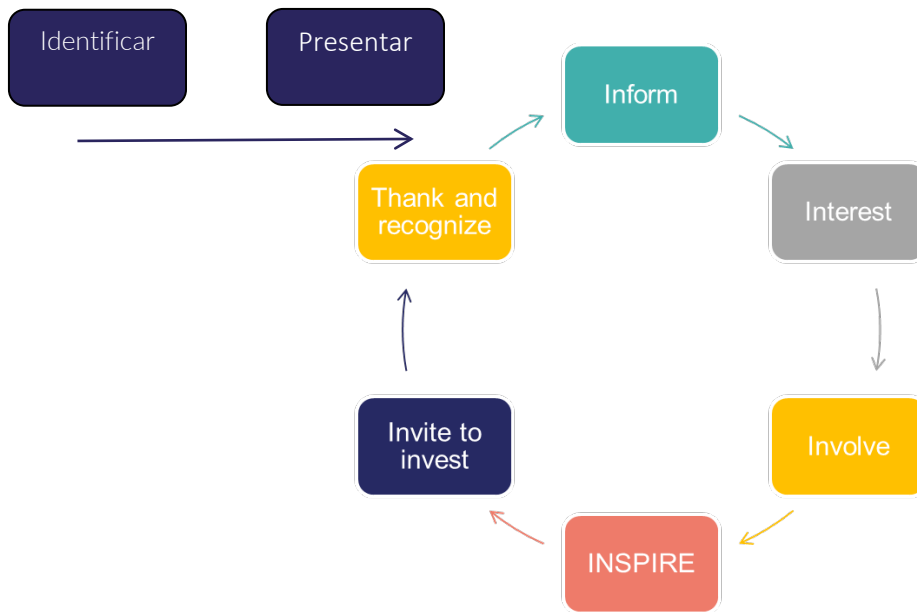 Identificar
Presentar
Inform
Interest
Involve
INSPIRE
Invite to
invest
Thank and
recognize